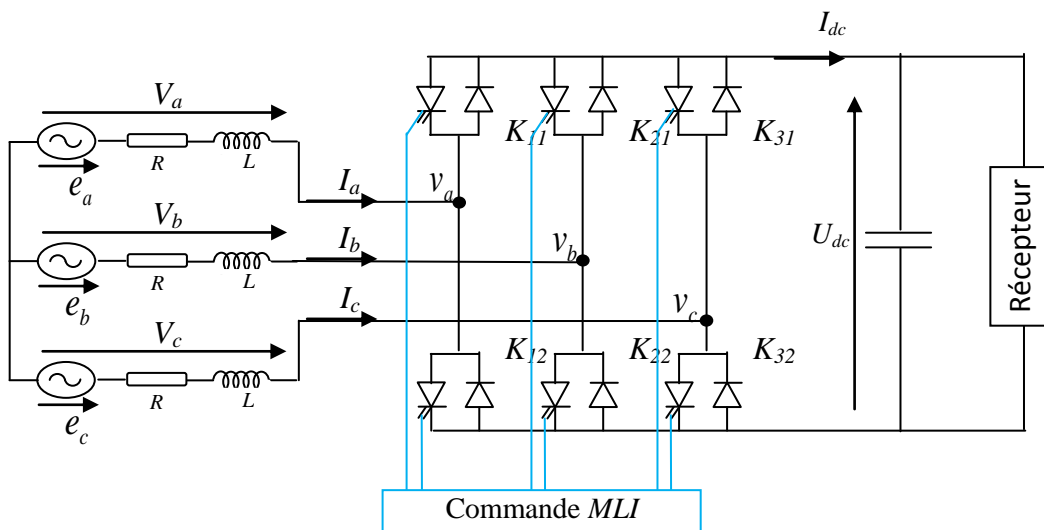 I_dc
V_a
R
L
e_a
K_11
K_21
K_31
I_a
v_a
V_b
R
L
e_b
I_b
v_b
U_dc
Récepteur
V_c
R
L
e_c
I_c
v_c
K_12
K_22
K_32
Commande MLI